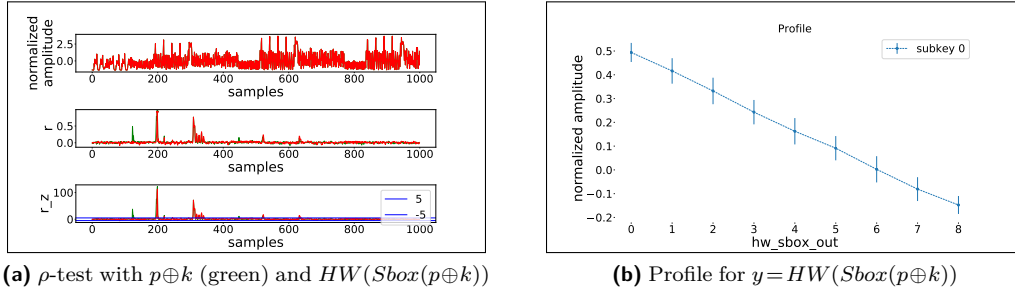 normalized
amplitude
2.5
0.0
0 200 400 600 800 1000
samples
r
0.5
0.0
0 200 400 600 800 1000
samples
r_z
100
0
5
-5
0 200 400 600 800 1000
samples
(a) ρ-test with p⊕k (green) and HW(Sbox(p⊕k))
Profile
subkey 0
normalized amplitude
0.5
0.4
0.3
0.2
0.1
0.0
−0.1
−0.2
0 1 2 3 4 5 6 7 8
hw_sbox_out
(b) Profile for y=HW(Sbox(p⊕k))